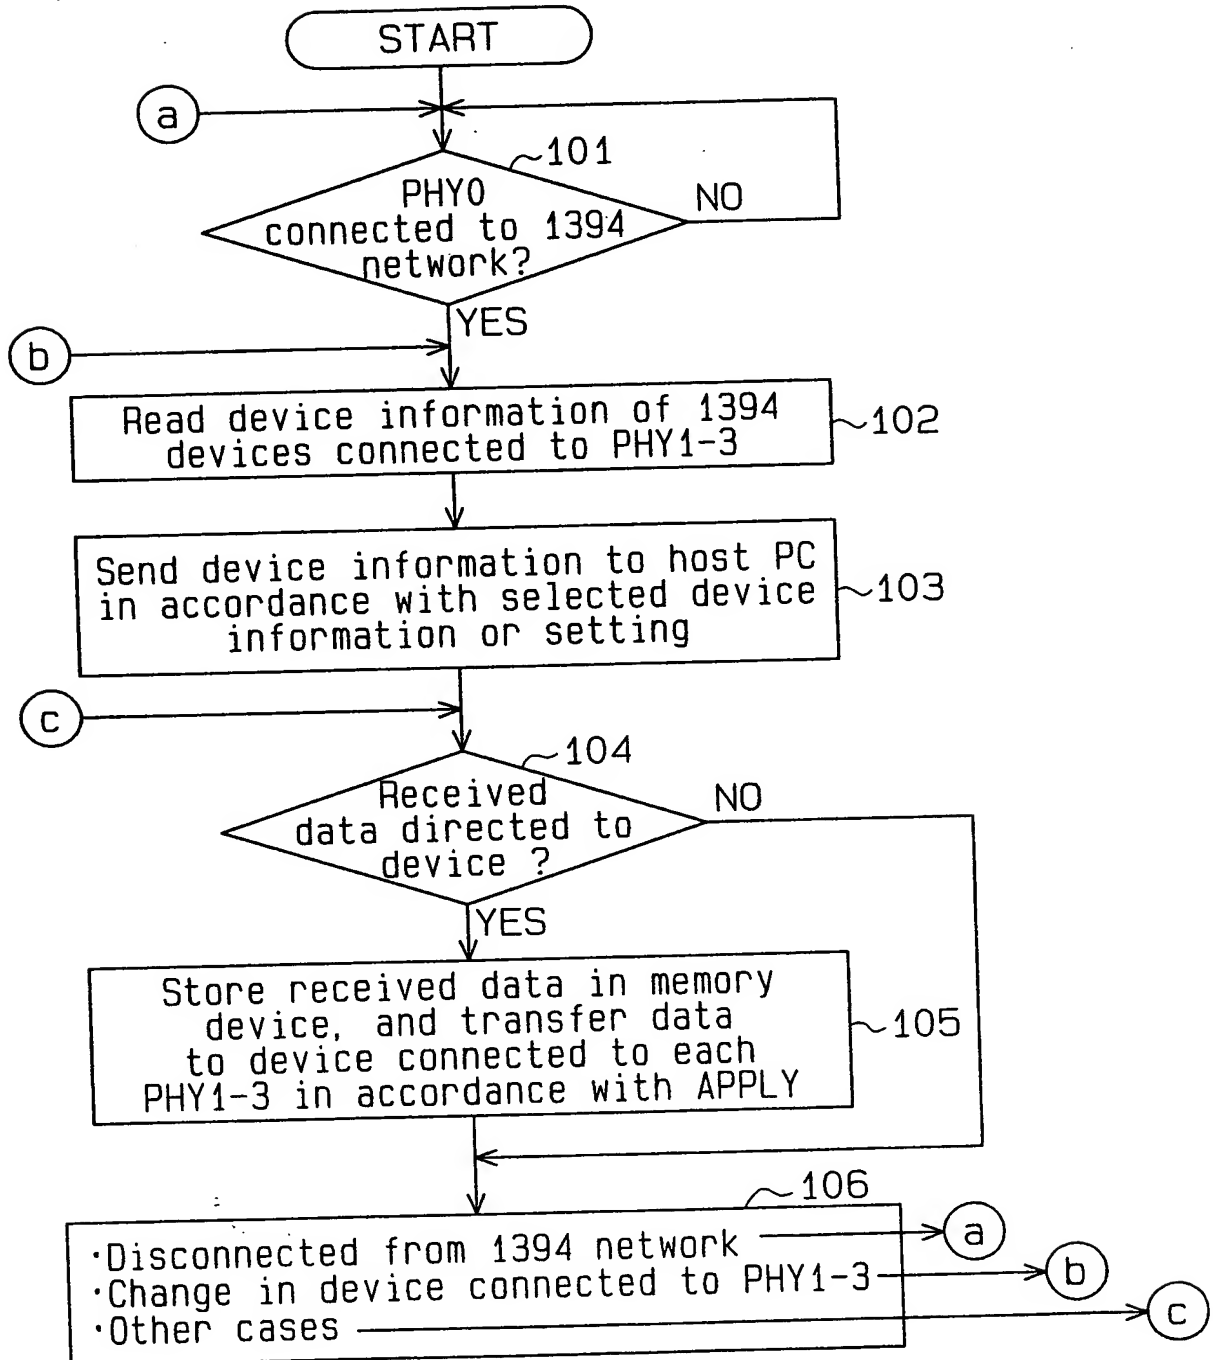 START
a
101
PHY0
connected to 1394
network?
NO
YES
b
Read device information of 1394
devices connected to PHY1-3
102
Send device information to host PC
in accordance with selected device
information or setting
103
c
104
Received
data directed to
device ?
NO
YES
Store received data in memory
device, and transfer data
to device connected to each
PHY1-3 in accordance with APPLY
105
106
·Disconnected from 1394 network
a
·Change in device connected to PHY1-3
b
·Other cases
c